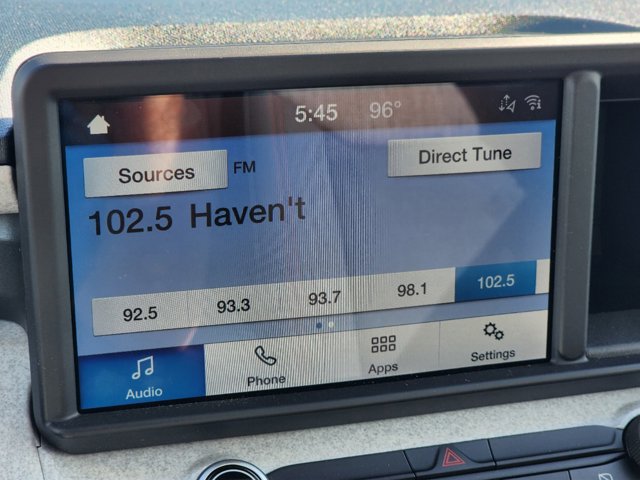 5:45 96°
Sources FM Direct Tune
102.5 Haven't
92.5 93.3 93.7 98.1 102.5
Audio Phone Apps Settings